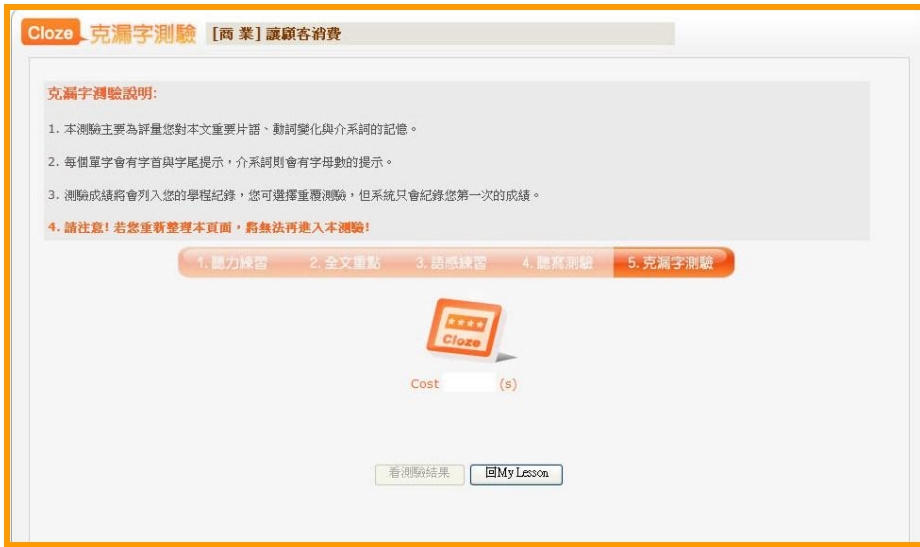 Cloze 克漏字測驗 [商 業] 讓顧客消費
克漏字測驗說明:
1. 本測驗主要為評量您對本文重要片語、動詞變化與介系詞的記憶。
2. 每個單字會有字首與字尾提示,介系詞則會有字母數的提示。
3. 測驗成績將會列入您的學程紀錄,您可選擇重覆測驗,但系統只會紀錄您第一次的成績。
4. 請注意! 若您重新整理本頁面,將無法再進入本測驗!
1. 聽力練習 2. 全文重點 3. 語感練習 4. 聽寫測驗 5. 克漏字測驗
****
Cloze
Cost (s)
看測驗結果 回My Lesson